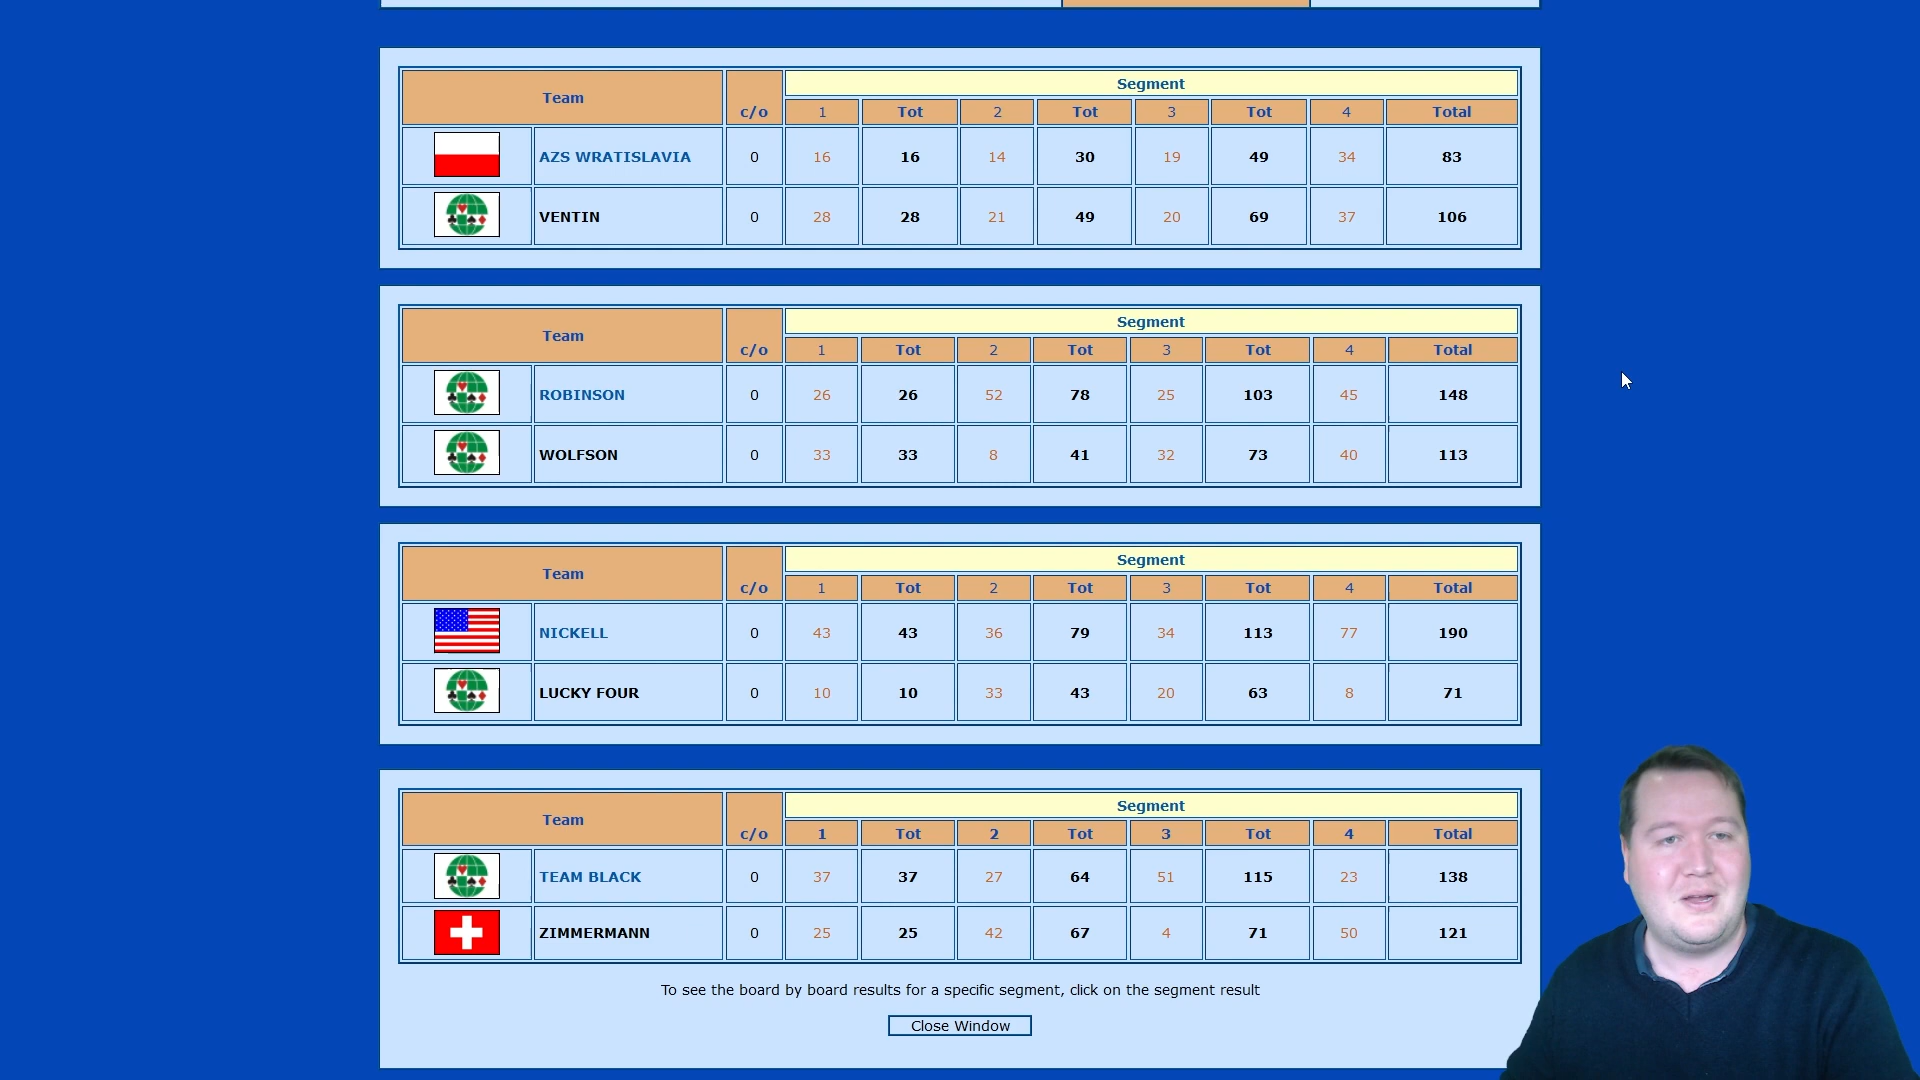 Team c/o Segment
1 Tot 2 Tot 3 Tot 4 Total
AZS WRATISLAVIA 0 16 16 14 30 19 49 34 83
VENTIN 0 28 28 21 49 20 69 37 106
Team c/o Segment
1 Tot 2 Tot 3 Tot 4 Total
ROBINSON 0 26 26 52 78 25 103 45 148
WOLFSON 0 33 33 8 41 32 73 40 113
Team c/o Segment
1 Tot 2 Tot 3 Tot 4 Total
NICKELL 0 43 43 36 79 34 113 77 190
LUCKY FOUR 0 10 10 33 43 20 63 8 71
Team c/o Segment
1 Tot 2 Tot 3 Tot 4 Total
TEAM BLACK 0 37 37 27 64 51 115 23 138
ZIMMERMANN 0 25 25 42 67 4 71 50 121
To see the board by board results for a specific segment, click on the segment result
Close Window